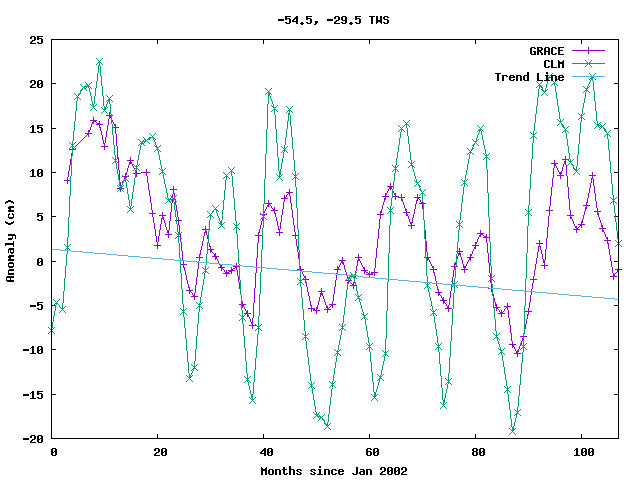 -54.5, -29.5 TWS
GRACE
CLM
Trend Line
25
20
15
10
5
0
-5
-10
-15
-20
Anomaly (cm)
0 20 40 60 80 100
Months since Jan 2002